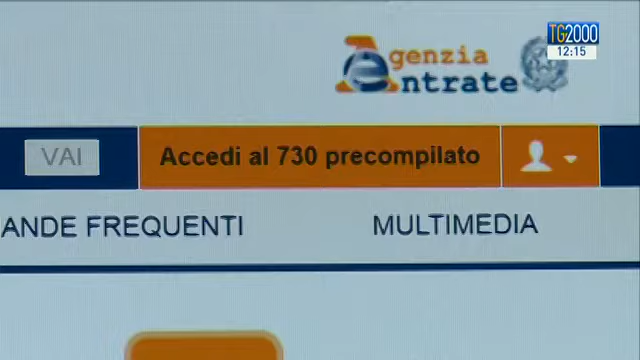 TG2000
12:15
Agenzia
Entrate
VAI
Accedi al 730 precompilato
ANDE FREQUENTI
MULTIMEDIA